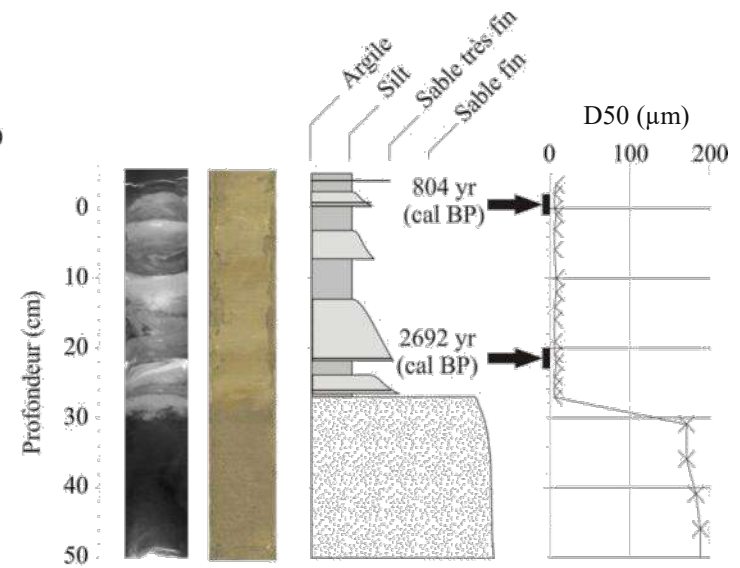 Argile
Silt
Sable très fin
Sable fin
D50 (µm)
0 100 200
804 yr
(cal BP)
2692 yr
(cal BP)
Profondeur (cm)
0
10
20
30
40
50